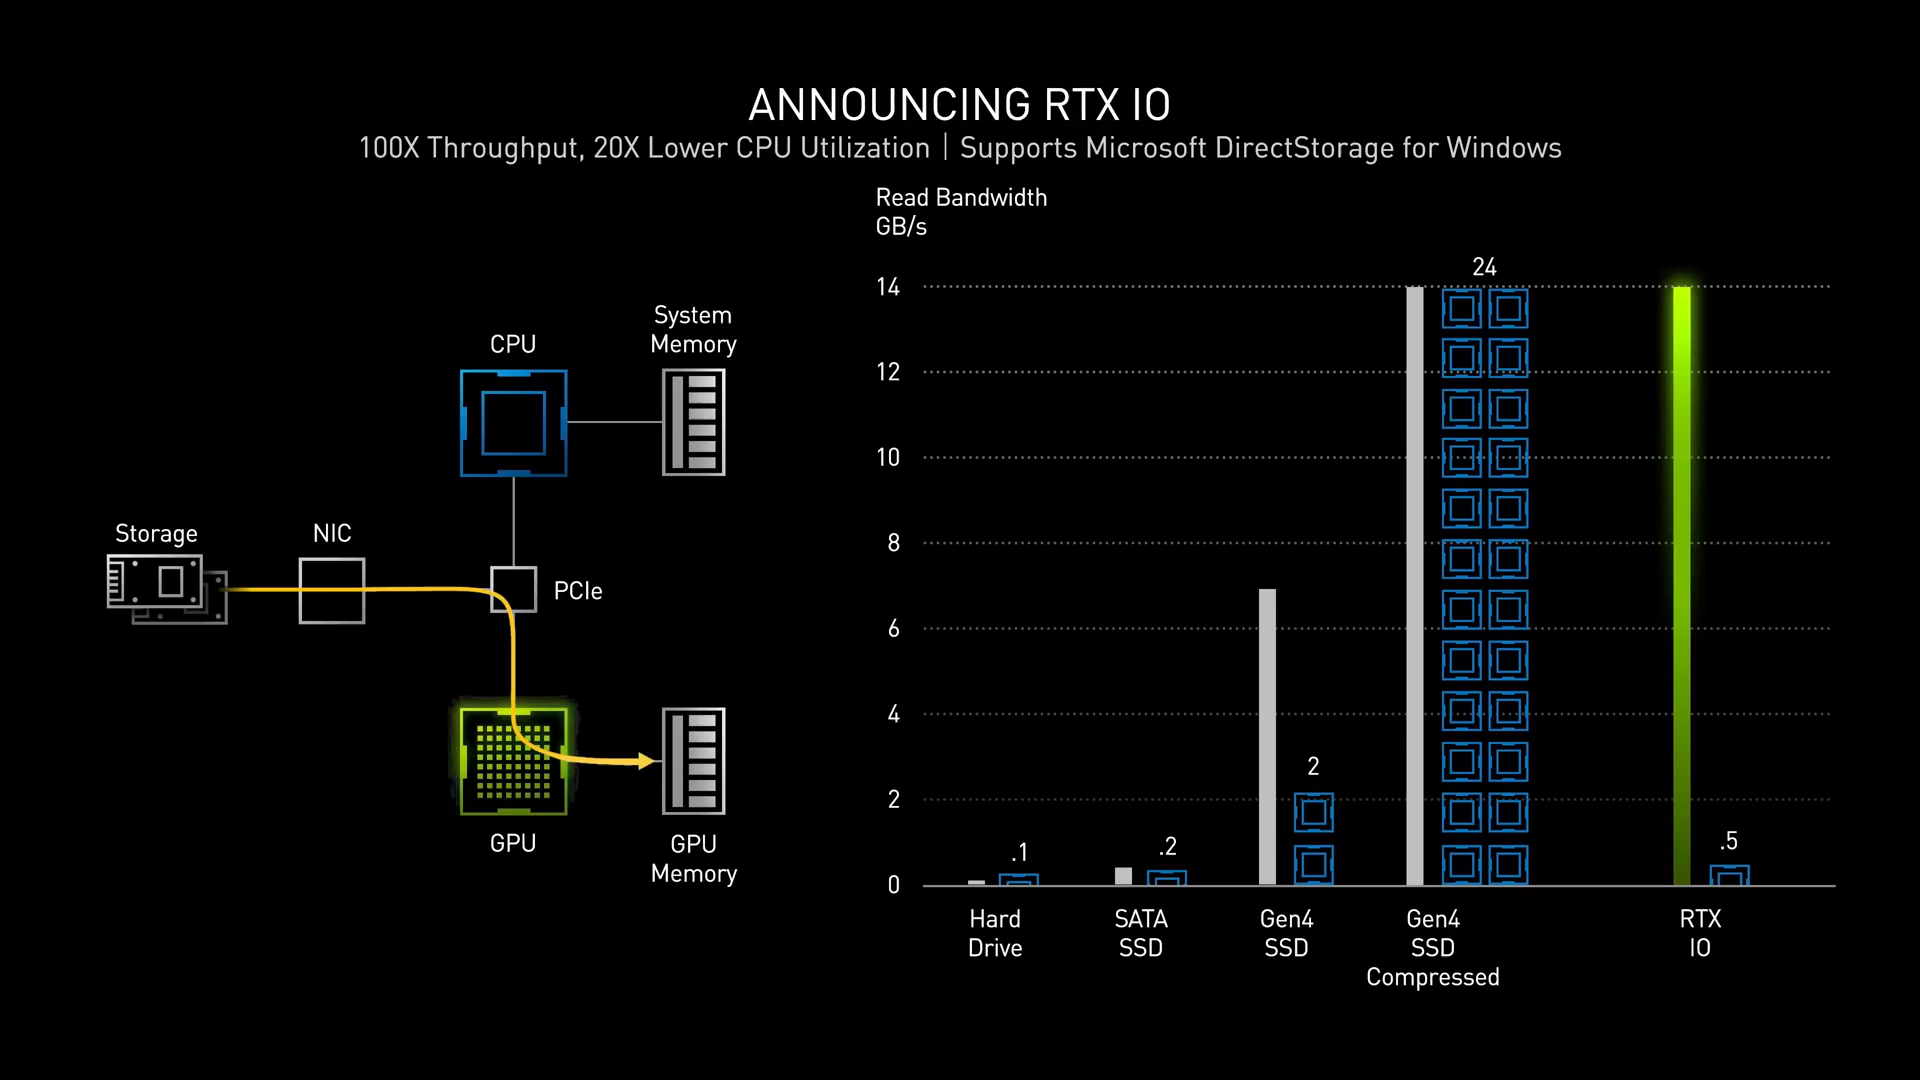 ANNOUNCING RTX IO
100X Throughput, 20X Lower CPU Utilization | Supports Microsoft DirectStorage for Windows
System
Memory
CPU
Storage
NIC
PCIe
GPU
GPU
Memory
Read Bandwidth
GB/s
14
12
10
8
6
4
2
0
.1
.2
2
24
.5
Hard
Drive
SATA
SSD
Gen4
SSD
Gen4
SSD
Compressed
RTX
IO